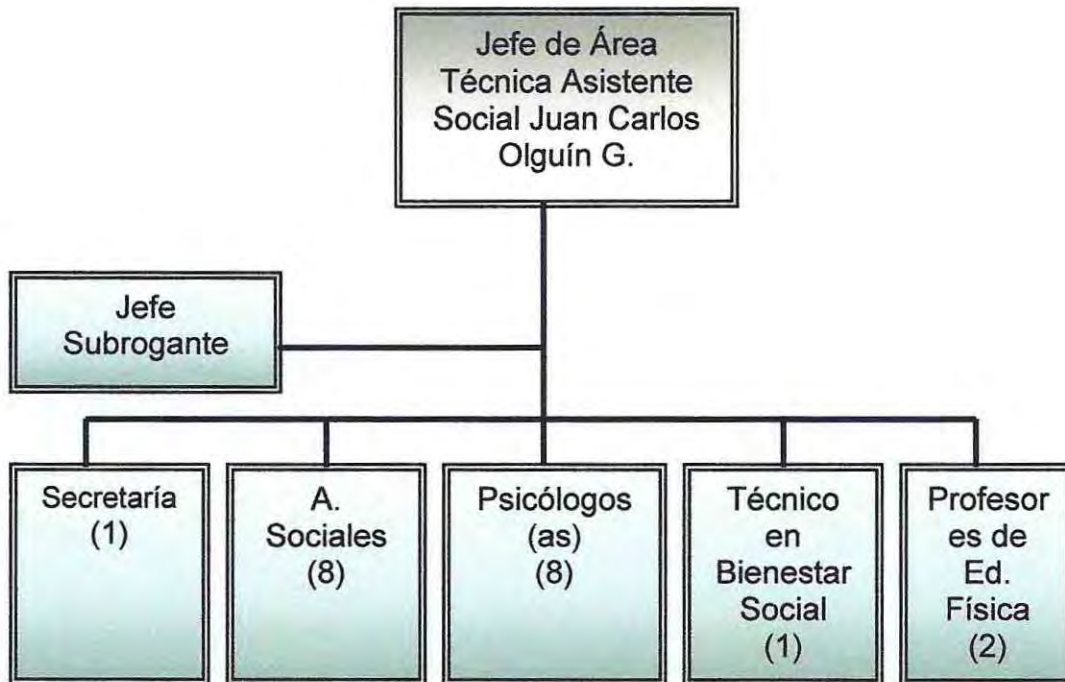 Jefe de Área
Técnica Asistente
Social Juan Carlos
Olguín G.
Jefe
Subrogante
Secretaría
(1)
A.
Sociales
(8)
Psicólogos
(as)
(8)
Técnico
en
Bienestar
Social
(1)
Profesor
es de
Ed.
Física
(2)